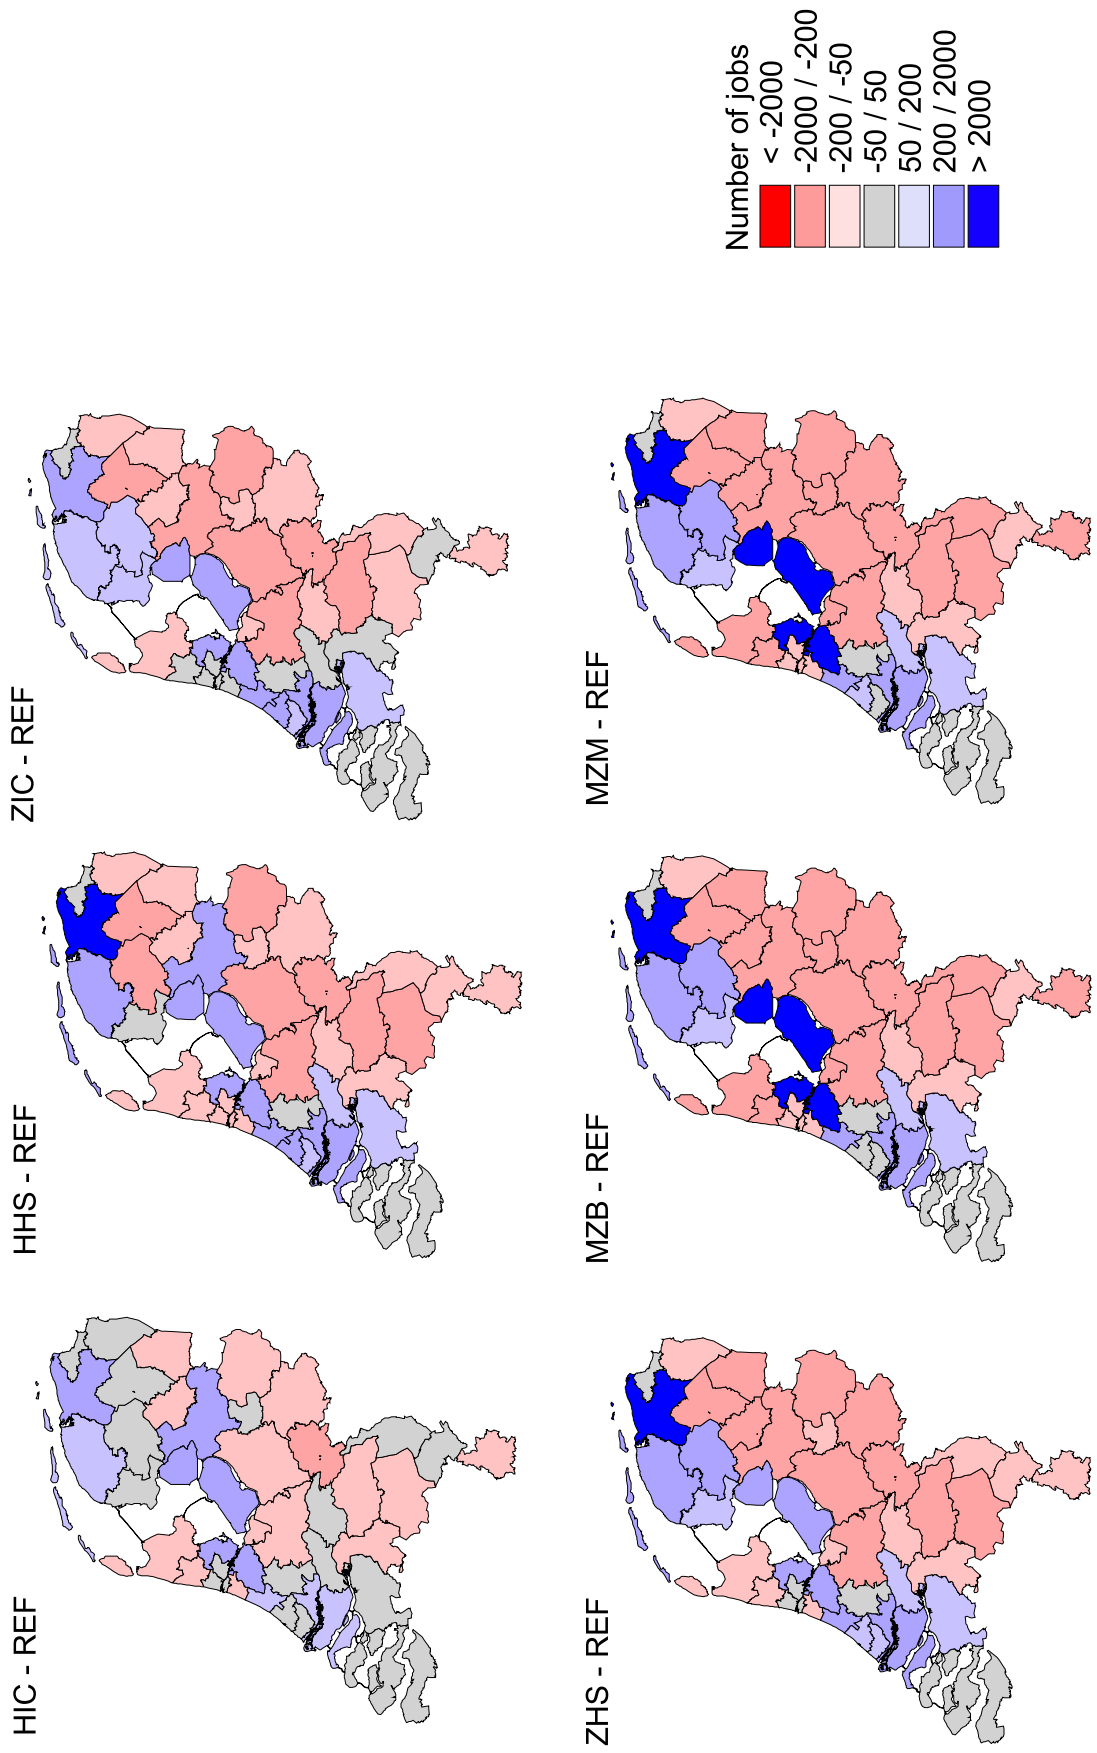 HIC - REF
HHS - REF
ZIC - REF
ZHS - REF
MZB - REF
MZM - REF
Number of jobs
< -2000
-2000 / -200
-200 / -50
-50 / 50
50 / 200
200 / 2000
> 2000